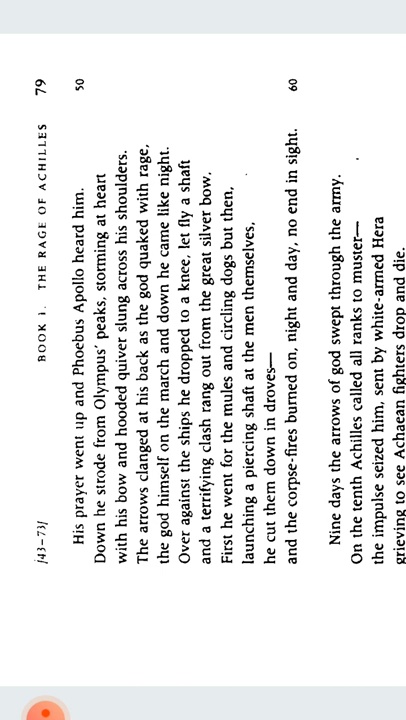 [43–73] BOOK 1. THE RAGE OF ACHILLES 79
His prayer went up and Phoebus Apollo heard him. 50
Down he strode from Olympus' peaks, storming at heart
with his bow and hooded quiver slung across his shoulders.
The arrows clanged at his back as the god quaked with rage,
the god himself on the march and down he came like night.
Over against the ships he dropped to a knee, let fly a shaft
and a terrifying clash rang out from the great silver bow.
First he went for the mules and circling dogs but then,
launching a piercing shaft at the men themselves,
he cut them down in droves—
and the corpse-fires burned on, night and day, no end in sight. 60
Nine days the arrows of god swept through the army.
On the tenth Achilles called all ranks to muster—
the impulse seized him, sent by white-armed Hera
grieving to see Achaean fighters drop and die.